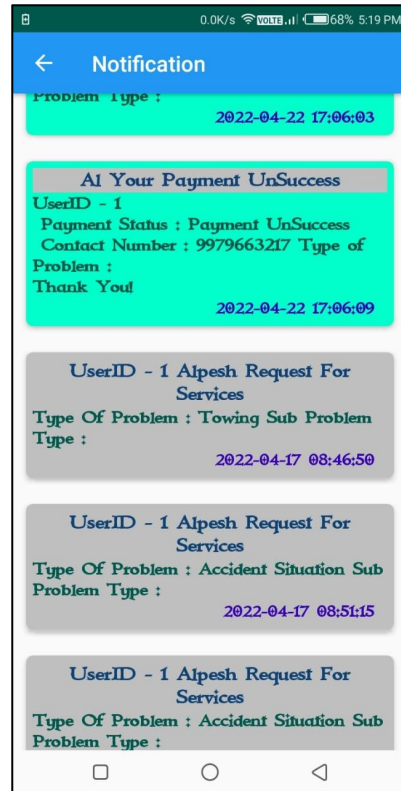 0.0K/s VOLTE 68% 5:19 PM
Notification
Problem Type :
2022-04-22 17:06:03
A1 Your Payment UnSuccess
UserID - 1
Payment Status : Payment UnSuccess
Contact Number : 9979663217 Type of
Problem :
Thank You!
2022-04-22 17:06:09
UserID - 1 Alpesh Request For
Services
Type Of Problem : Towing Sub Problem
Type :
2022-04-17 08:46:50
UserID - 1 Alpesh Request For
Services
Type Of Problem : Accident Situation Sub
Problem Type :
2022-04-17 08:51:15
UserID - 1 Alpesh Request For
Services
Type Of Problem : Accident Situation Sub
Problem Type :